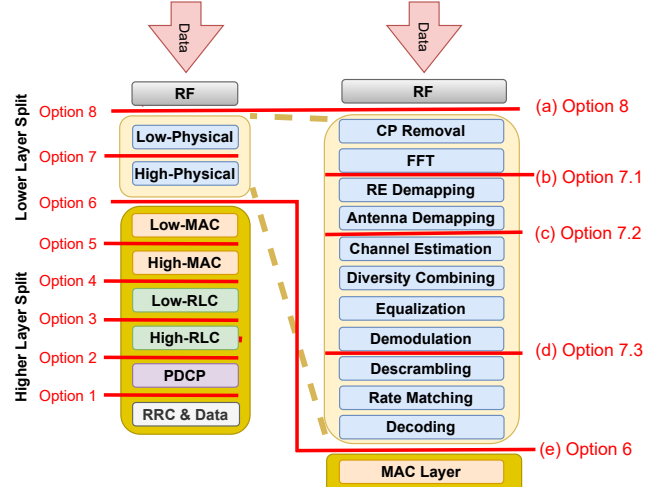 Data
Data
RF
RF
Option 8
(a) Option 8
Lower Layer Split
Low-Physical
CP Removal
Option 7
FFT
High-Physical
(b) Option 7.1
RE Demapping
Option 6
Antenna Demapping
Low-MAC
(c) Option 7.2
Option 5
Channel Estimation
High-MAC
Diversity Combining
Option 4
Higher Layer Split
Low-RLC
Equalization
Option 3
High-RLC
Demodulation
Option 2
(d) Option 7.3
PDCP
Descrambling
Option 1
Rate Matching
RRC & Data
Decoding
(e) Option 6
MAC Layer